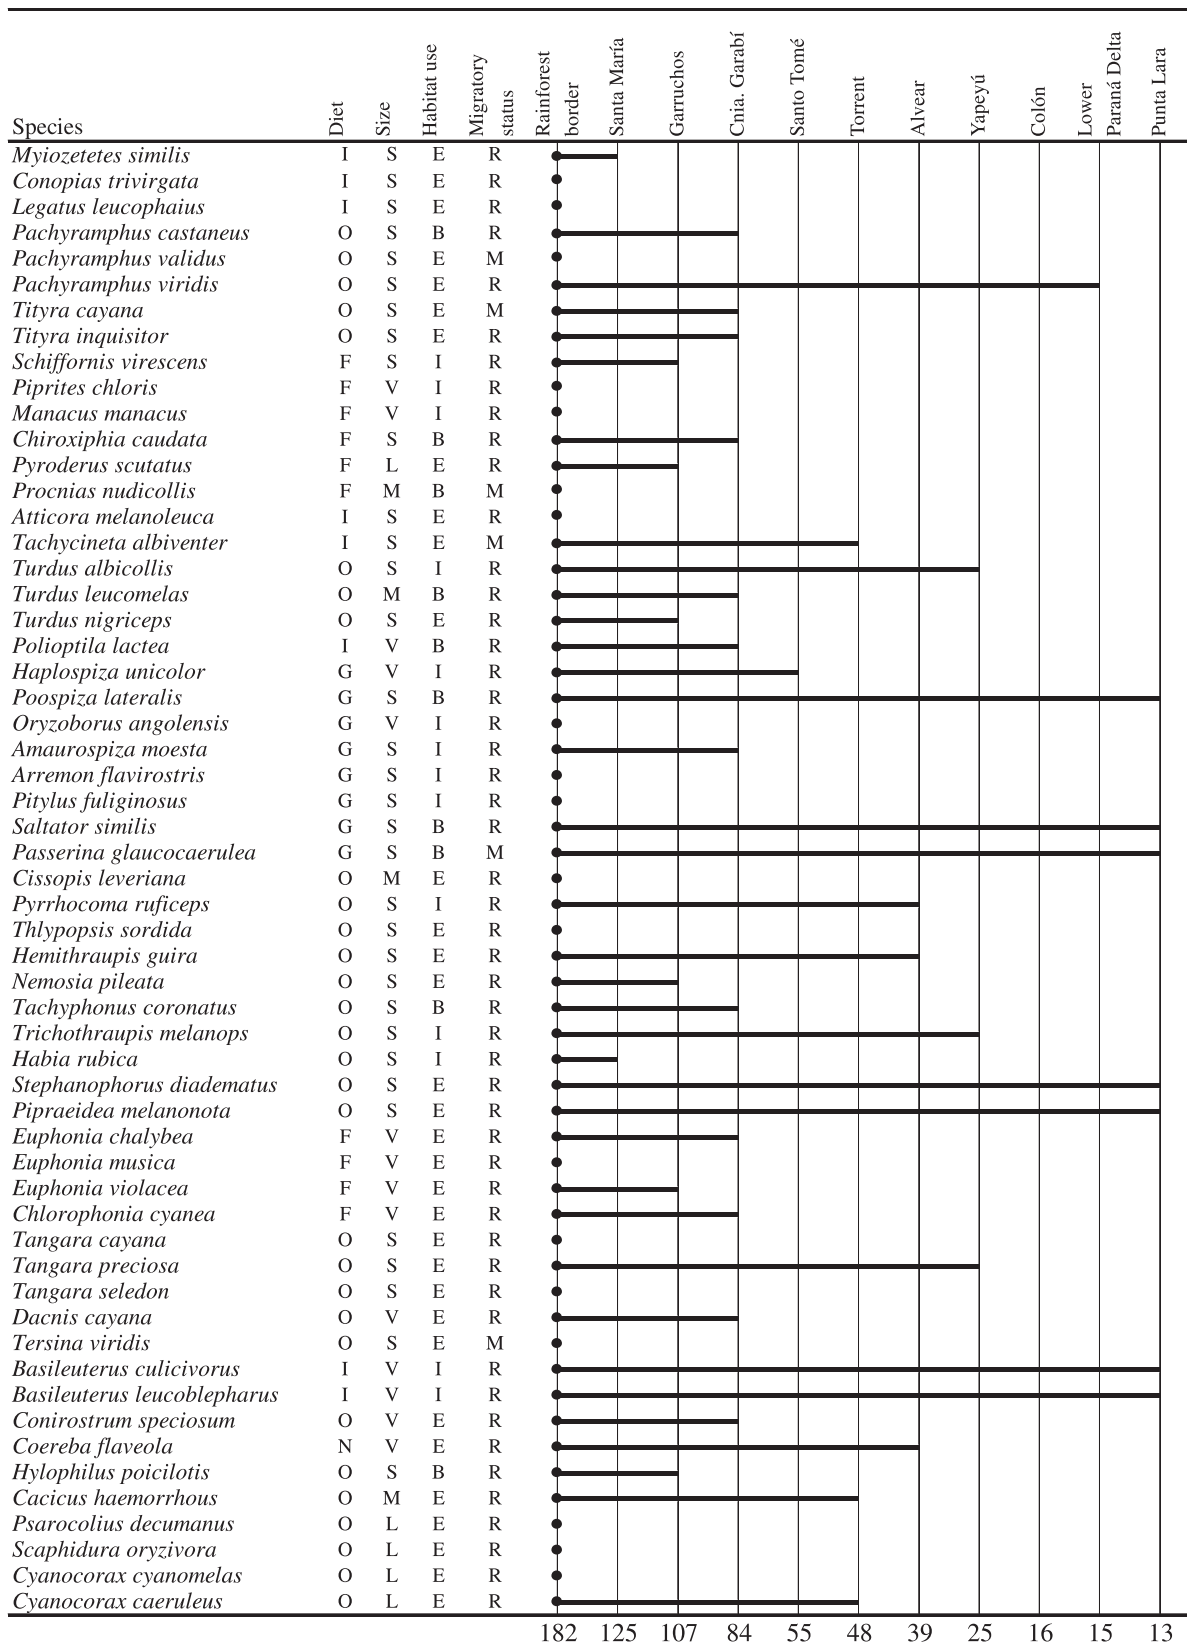 Species Diet Size Habitat use Migratory status Rainforest border Santa María Garruchos Cnia. Garabí Santo Tomé Torrent Alvear Yapeyú Colón Lower Paraná Delta Punta Lara
Myiozetetes similis I S E R
Conopias trivirgata I S E R
Legatus leucophaius I S E R
Pachyramphus castaneus O S B R
Pachyramphus validus O S E M
Pachyramphus viridis O S E R
Tityra cayana O S E M
Tityra inquisitor O S E R
Schiffornis virescens F S I R
Piprites chloris F V I R
Manacus manacus F V I R
Chiroxiphia caudata F S B R
Pyroderus scutatus F L E R
Procnias nudicollis F M B M
Atticora melanoleuca I S E R
Tachycineta albiventer I S E M
Turdus albicollis O S I R
Turdus leucomelas O M B R
Turdus nigriceps O S E R
Polioptila lactea I V B R
Haplospiza unicolor G V I R
Poospiza lateralis G S B R
Oryzoborus angolensis G V I R
Amaurospiza moesta G S I R
Arremon flavirostris G S I R
Pitylus fuliginosus G S I R
Saltator similis G S B R
Passerina glaucocaerulea G S B M
Cissopis leveriana O M E R
Pyrrhocoma ruficeps O S I R
Thlypopsis sordida O S E R
Hemithraupis guira O S E R
Nemosia pileata O S E R
Tachyphonus coronatus O S B R
Trichothraupis melanops O S I R
Habia rubica O S I R
Stephanophorus diadematus O S E R
Pipraeidea melanonota O S E R
Euphonia chalybea F V E R
Euphonia musica F V E R
Euphonia violacea F V E R
Chlorophonia cyanea F V E R
Tangara cayana O S E R
Tangara preciosa O S E R
Tangara seledon O S E R
Dacnis cayana O V E R
Tersina viridis O S E M
Basileuterus culicivorus I V I R
Basileuterus leucoblepharus I V I R
Conirostrum speciosum O V E R
Coereba flaveola N V E R
Hylophilus poicilotis O S B R
Cacicus haemorrhous O M E R
Psarocolius decumanus O L E R
Scaphidura oryzivora O L E R
Cyanocorax cyanomelas O L E R
Cyanocorax caeruleus O L E R
182 125 107 84 55 48 39 25 16 15 13